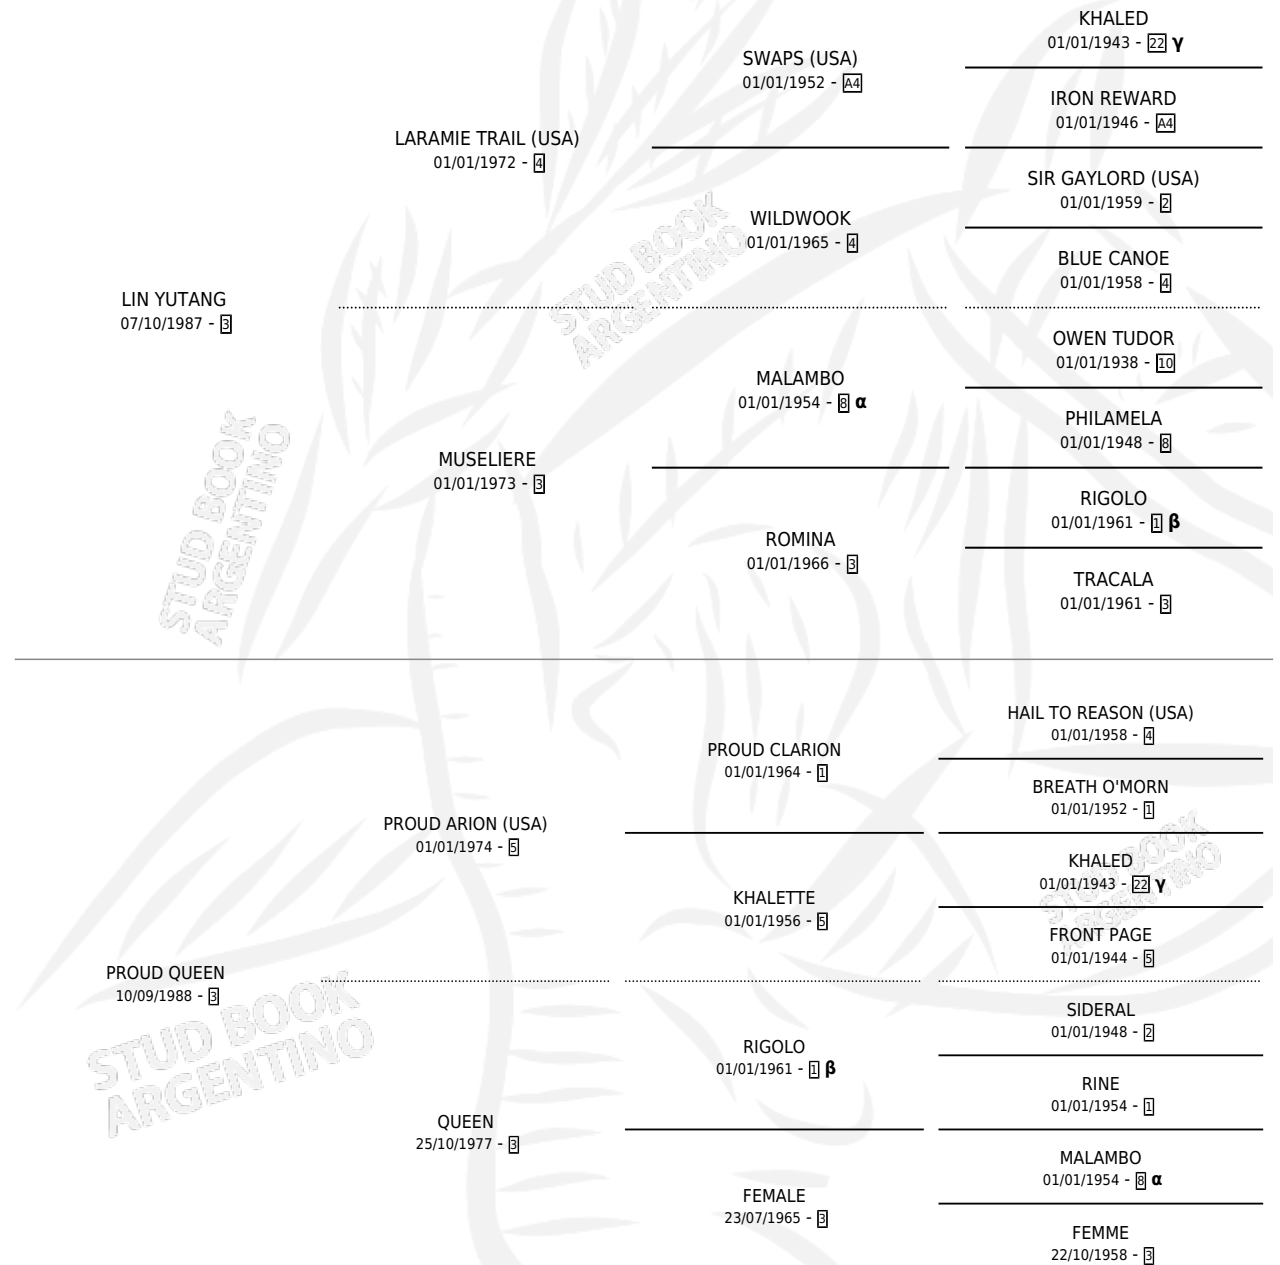 KHALED
01/01/1943 - 22 γ
SWAPS (USA)
01/01/1952 - A4
IRON REWARD
01/01/1946 - A4
LARAMIE TRAIL (USA)
01/01/1972 - 4
SIR GAYLORD (USA)
01/01/1959 - 2
WILDWOOK
01/01/1965 - 4
BLUE CANOE
01/01/1958 - 4
LIN YUTANG
07/10/1987 - 3
OWEN TUDOR
01/01/1938 - 10
MALAMBO
01/01/1954 - 8 α
PHILAMELA
01/01/1948 - 8
MUSELIERE
01/01/1973 - 3
RIGOLO
01/01/1961 - 1 β
ROMINA
01/01/1966 - 3
TRACALA
01/01/1961 - 3
STUD BOOK
ARGENTINO
STUD BOOK
ARGENTINO
HAIL TO REASON (USA)
01/01/1958 - 4
PROUD CLARION
01/01/1964 - 1
BREATH O'MORN
01/01/1952 - 1
PROUD ARION (USA)
01/01/1974 - 5
KHALED
01/01/1943 - 22 γ
KHALETTE
01/01/1956 - 5
FRONT PAGE
01/01/1944 - 5
PROUD QUEEN
10/09/1988 - 3
SIDERAL
01/01/1948 - 2
RIGOLO
01/01/1961 - 1 β
RINE
01/01/1954 - 1
QUEEN
25/10/1977 - 3
MALAMBO
01/01/1954 - 8 α
FEMALE
23/07/1965 - 3
FEMME
22/10/1958 - 3
STUD BOOK
ARGENTINO
STUD BOOK
ARGENTINO